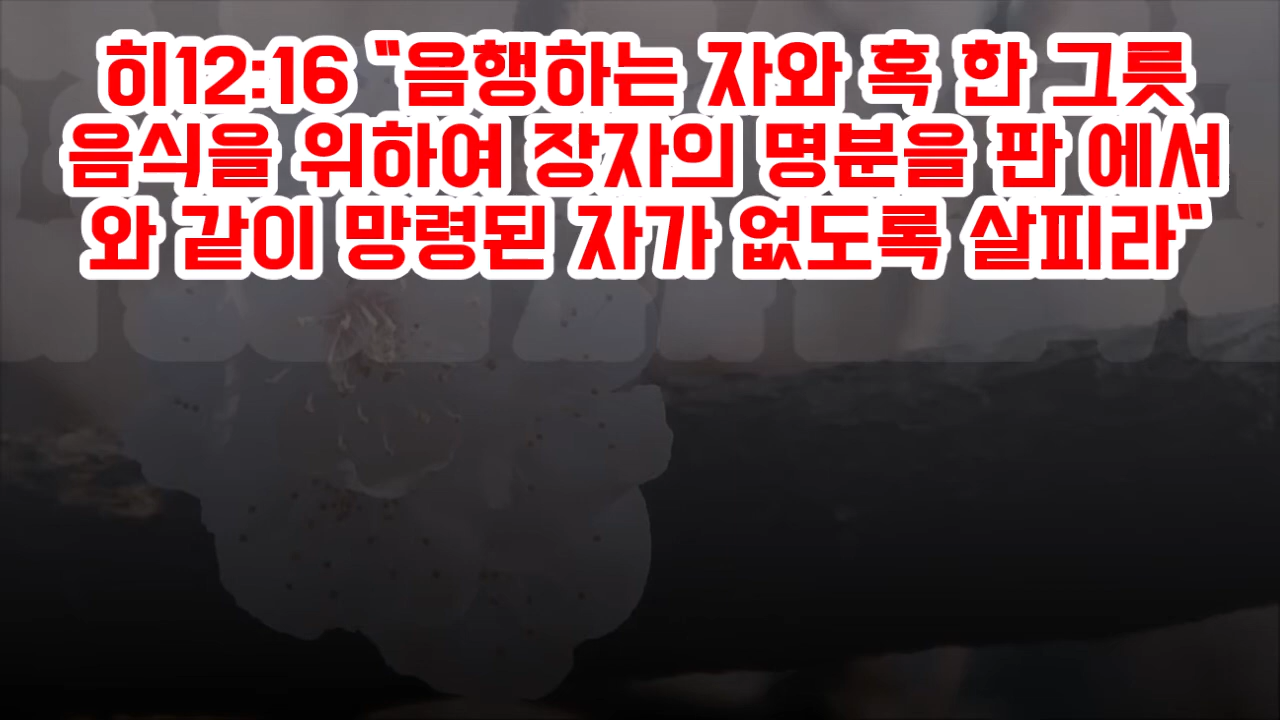 히12:16 "음행하는 자와 혹 한 그릇
음식을 위하여 장자의 명분을 판 에서
와 같이 망령된 자가 없도록 살피라"